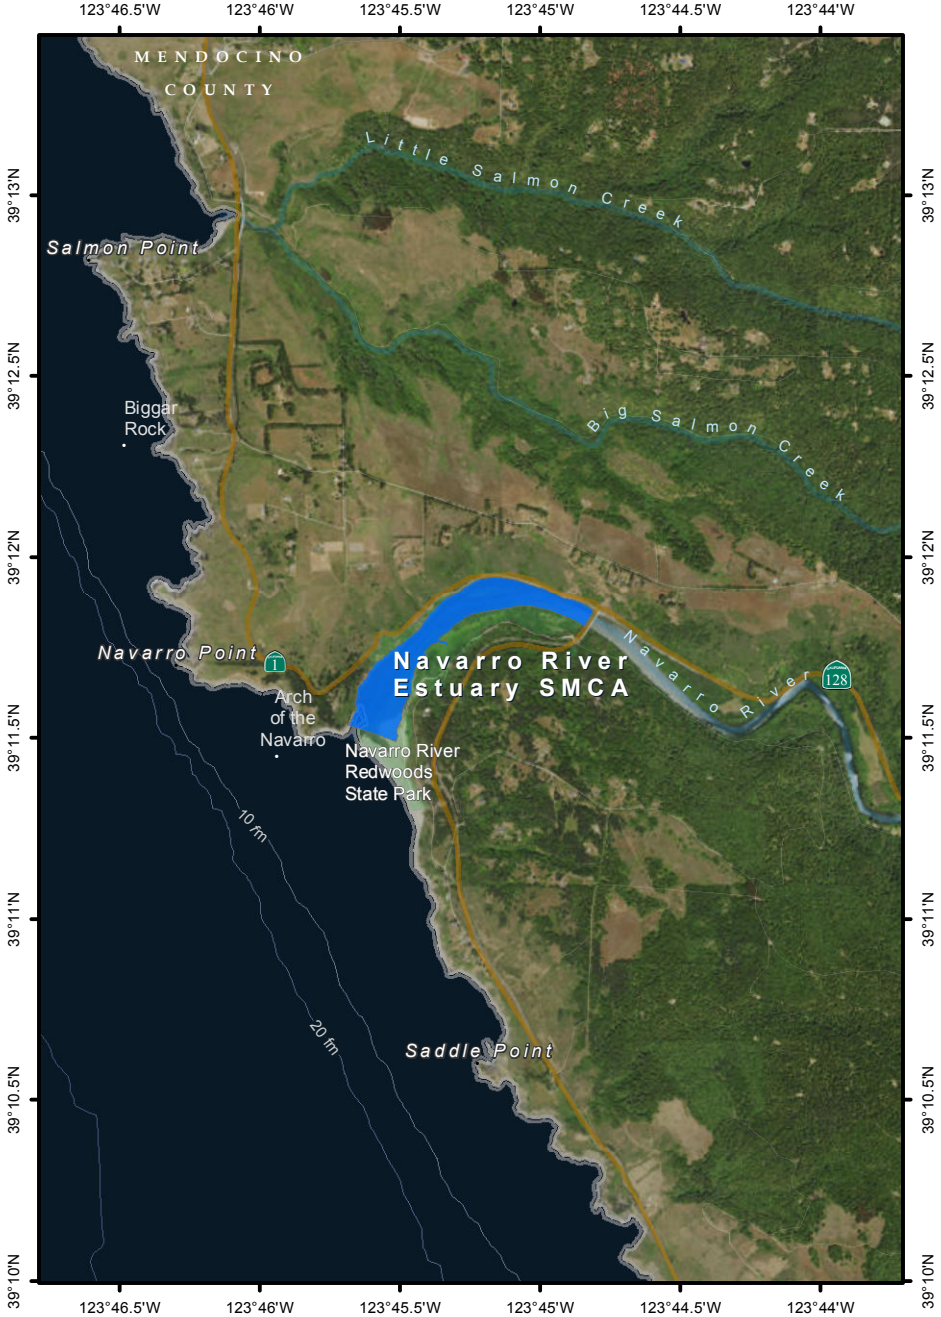 123°46.5'W 123°46'W 123°45.5'W 123°45'W 123°44.5'W 123°44'W
MENDOCINO
COUNTY
Little Salmon Creek
39°13'N 39°13'N
Salmon Point
39°12.5'N 39°12.5'N
Biggar
Rock
Big Salmon Creek
39°12'N 39°12'N
Navarro Point
1
Navarro River
Estuary SMCA
Navarro River
128
Arch
of the
Navarro
39°11.5'N 39°11.5'N
Navarro River
Redwoods
State Park
10 fm
39°11'N 39°11'N
20 fm
Saddle Point
39°10.5'N 39°10.5'N
39°10'N 39°10'N
123°46.5'W 123°46'W 123°45.5'W 123°45'W 123°44.5'W 123°44'W